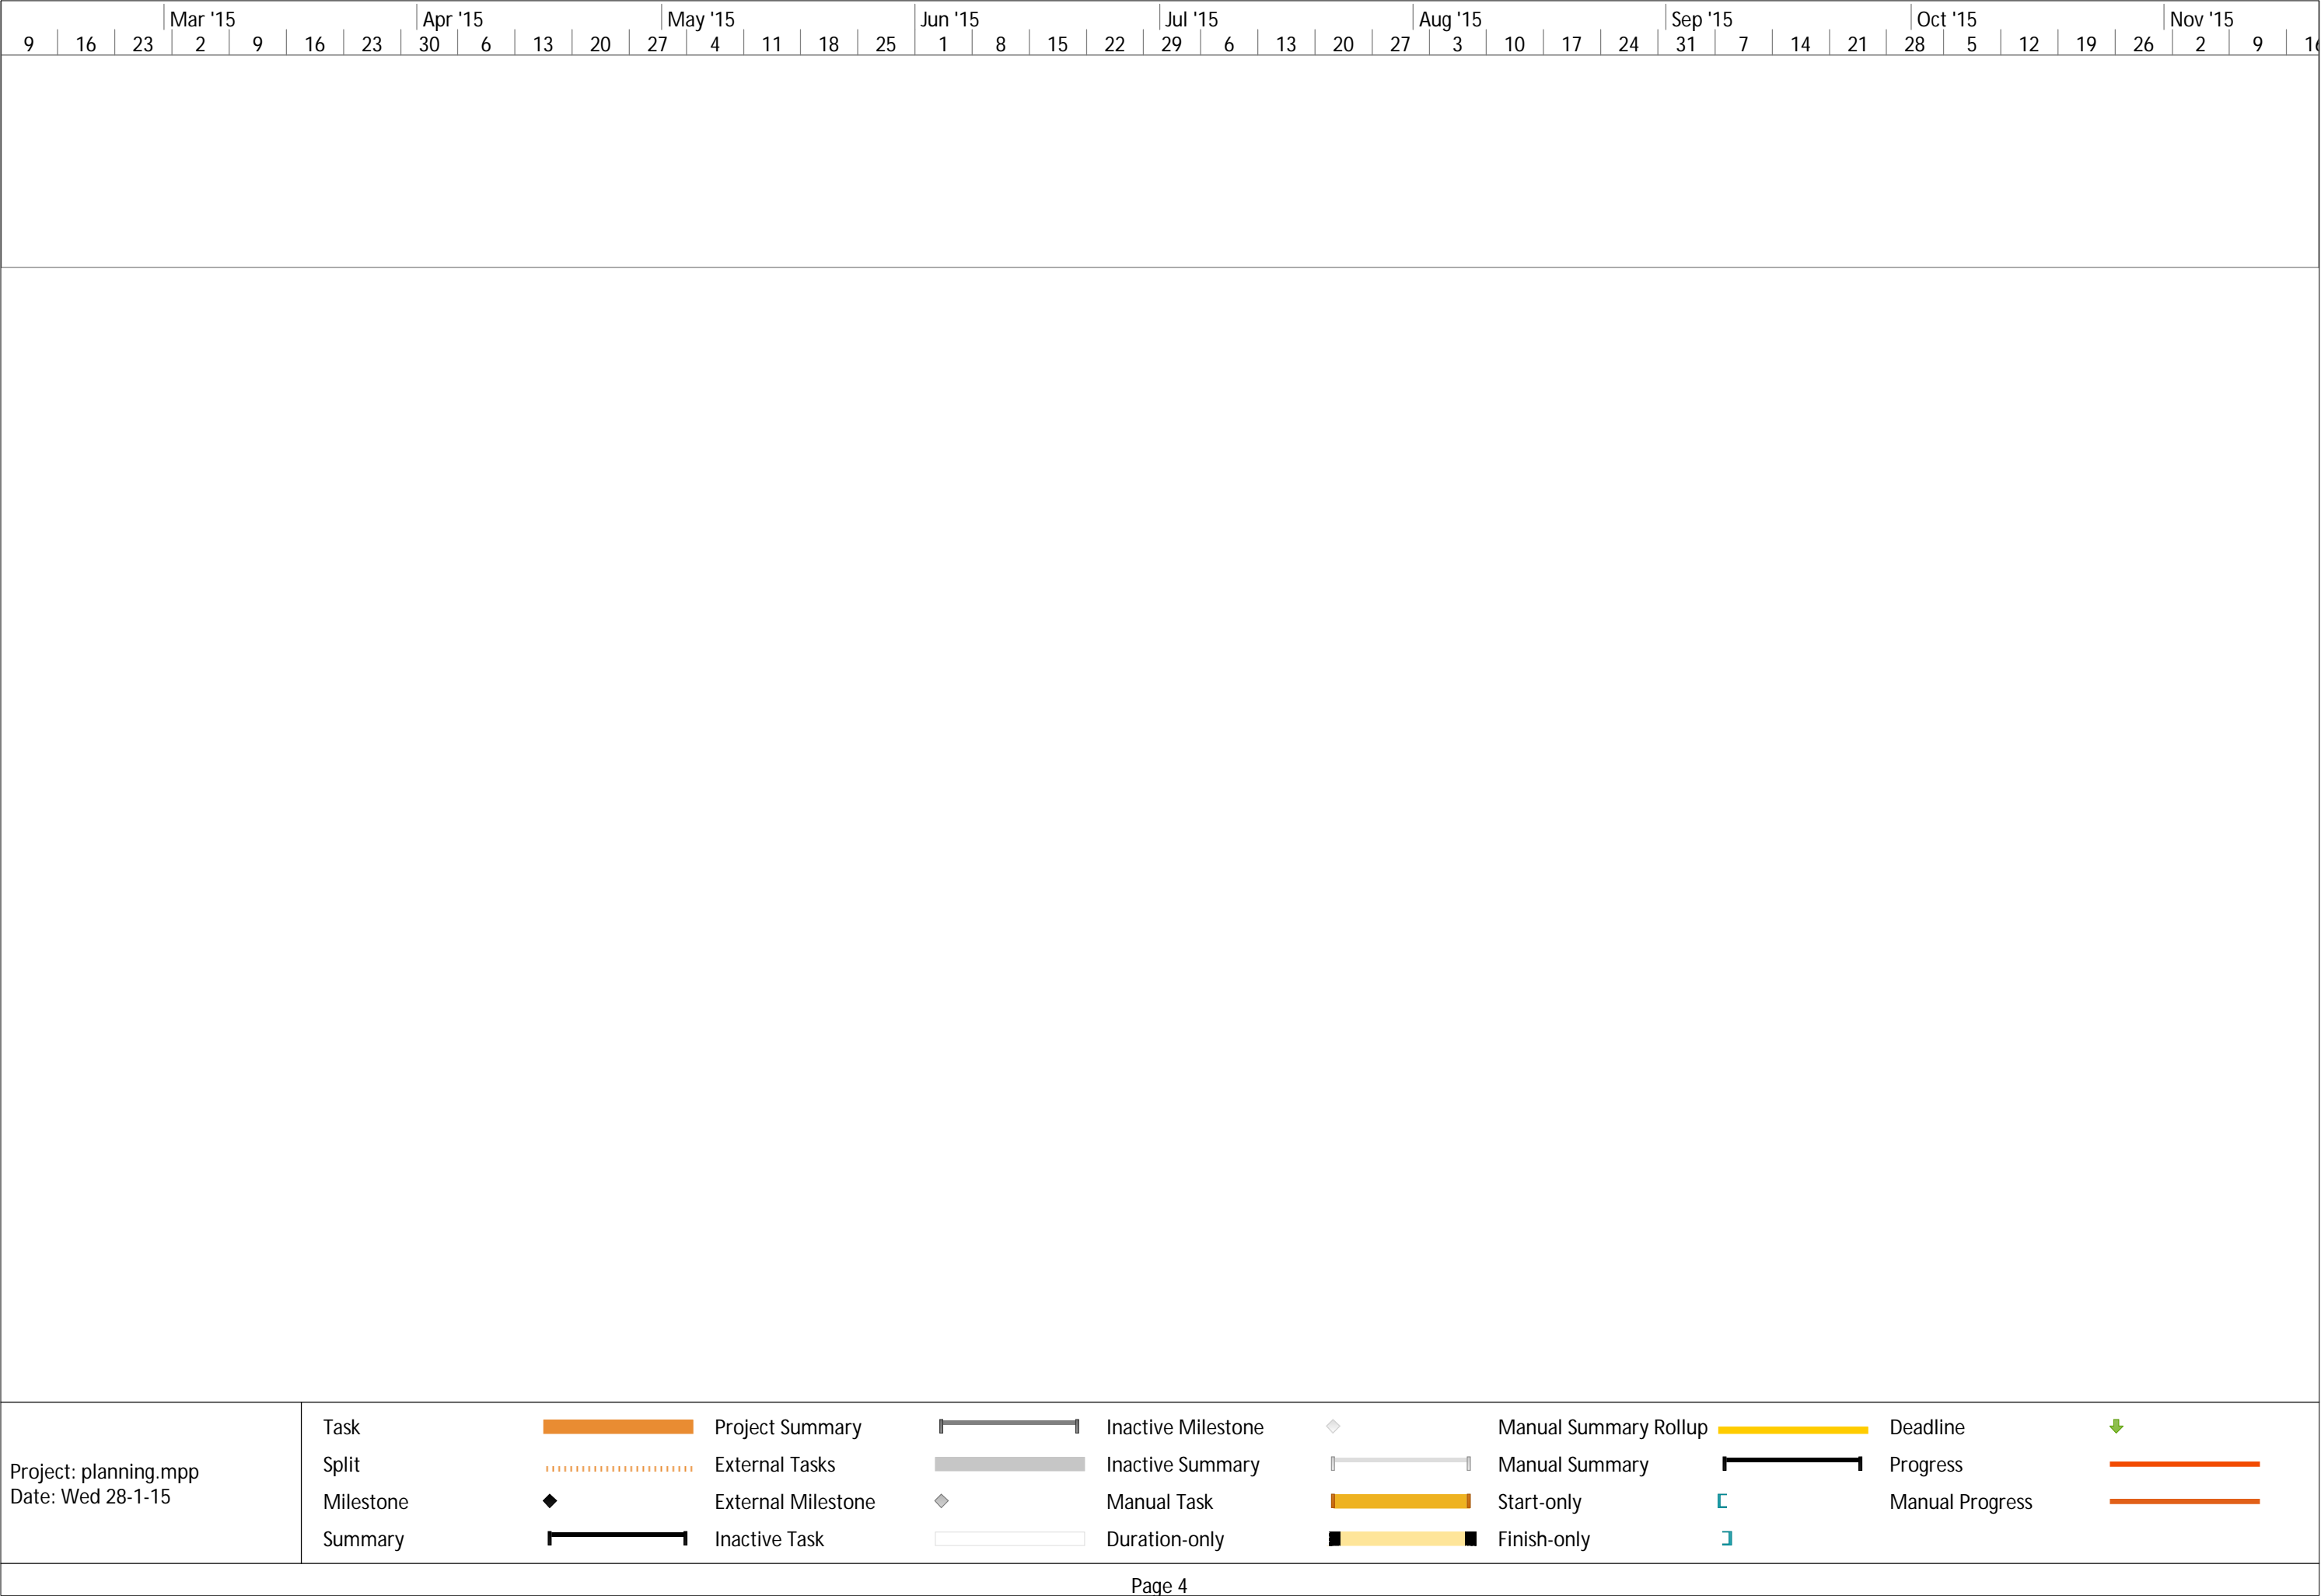 Mar '15 Apr '15 May '15 Jun '15 Jul '15 Aug '15 Sep '15 Oct '15 Nov '15
9 16 23 2 9 16 23 30 6 13 20 27 4 11 18 25 1 8 15 22 29 6 13 20 27 3 10 17 24 31 7 14 21 28 5 12 19 26 2 9
Project: planning.mpp
Date: Wed 28-1-15
Task Project Summary Inactive Milestone Manual Summary Rollup Deadline
Split External Tasks Inactive Summary Manual Summary Progress
Milestone External Milestone Manual Task Start-only Manual Progress
Summary Inactive Task Duration-only Finish-only
Page 4